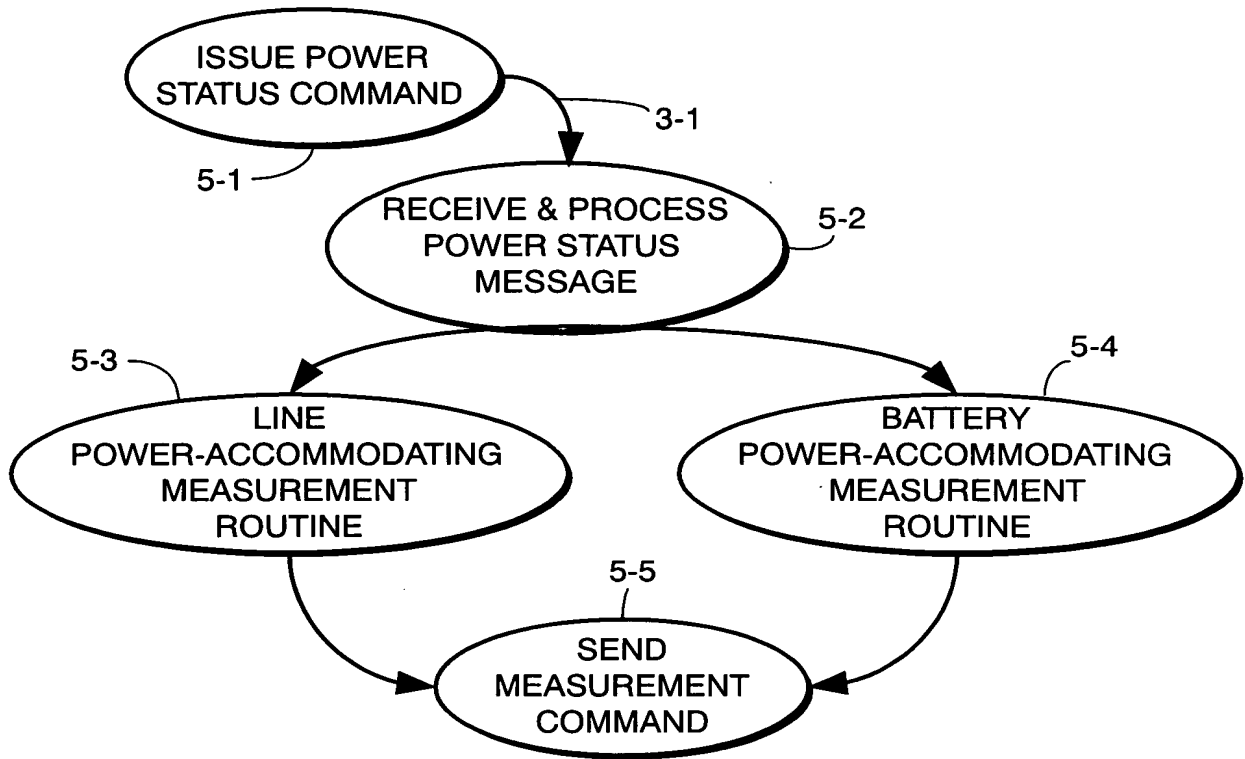 ISSUE POWER
STATUS COMMAND
3-1
5-1
RECEIVE & PROCESS
POWER STATUS
MESSAGE
5-2
5-3
5-4
LINE
POWER-ACCOMMODATING
MEASUREMENT
ROUTINE
BATTERY
POWER-ACCOMMODATING
MEASUREMENT
ROUTINE
5-5
SEND
MEASUREMENT
COMMAND